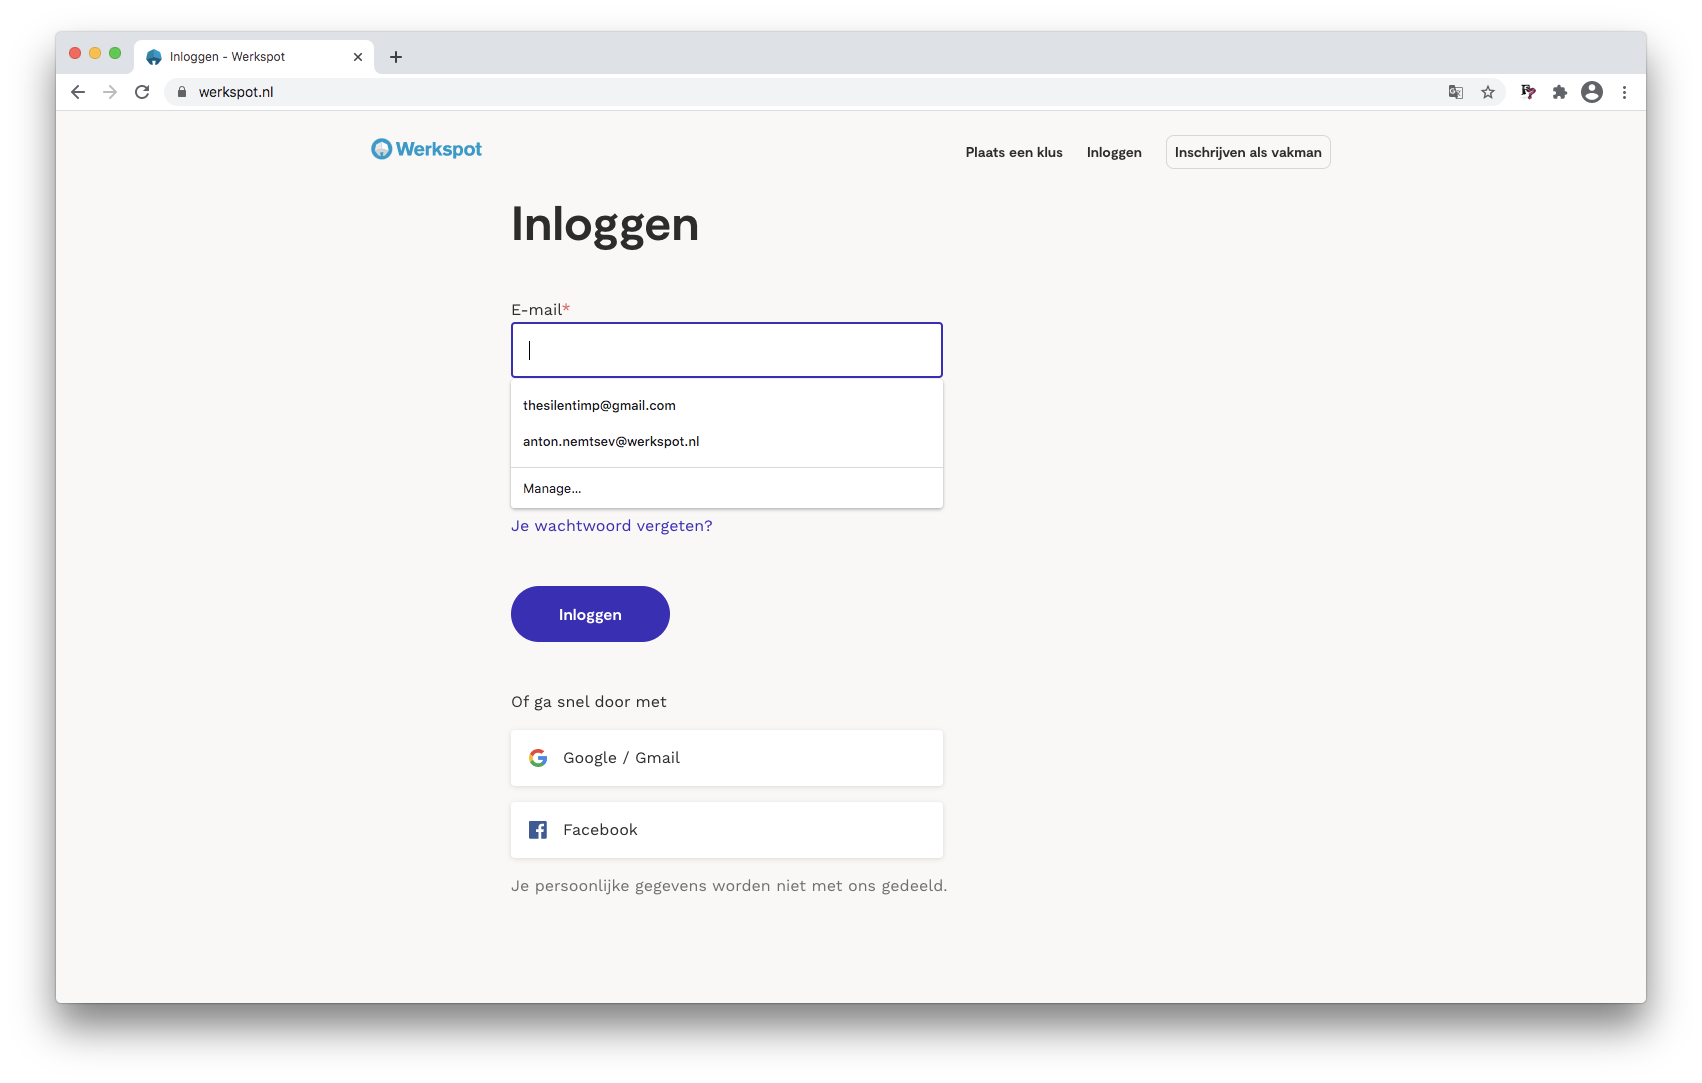 Inloggen - Werkspot
werkspot.nl
Werkspot
Plaats een klus
Inloggen
Inschrijven als vakman
Inloggen
E-mail*
thesilentimp@gmail.com
anton.nemtsev@werkspot.nl
Manage...
Je wachtwoord vergeten?
Inloggen
Of ga snel door met
Google / Gmail
Facebook
Je persoonlijke gegevens worden niet met ons gedeeld.